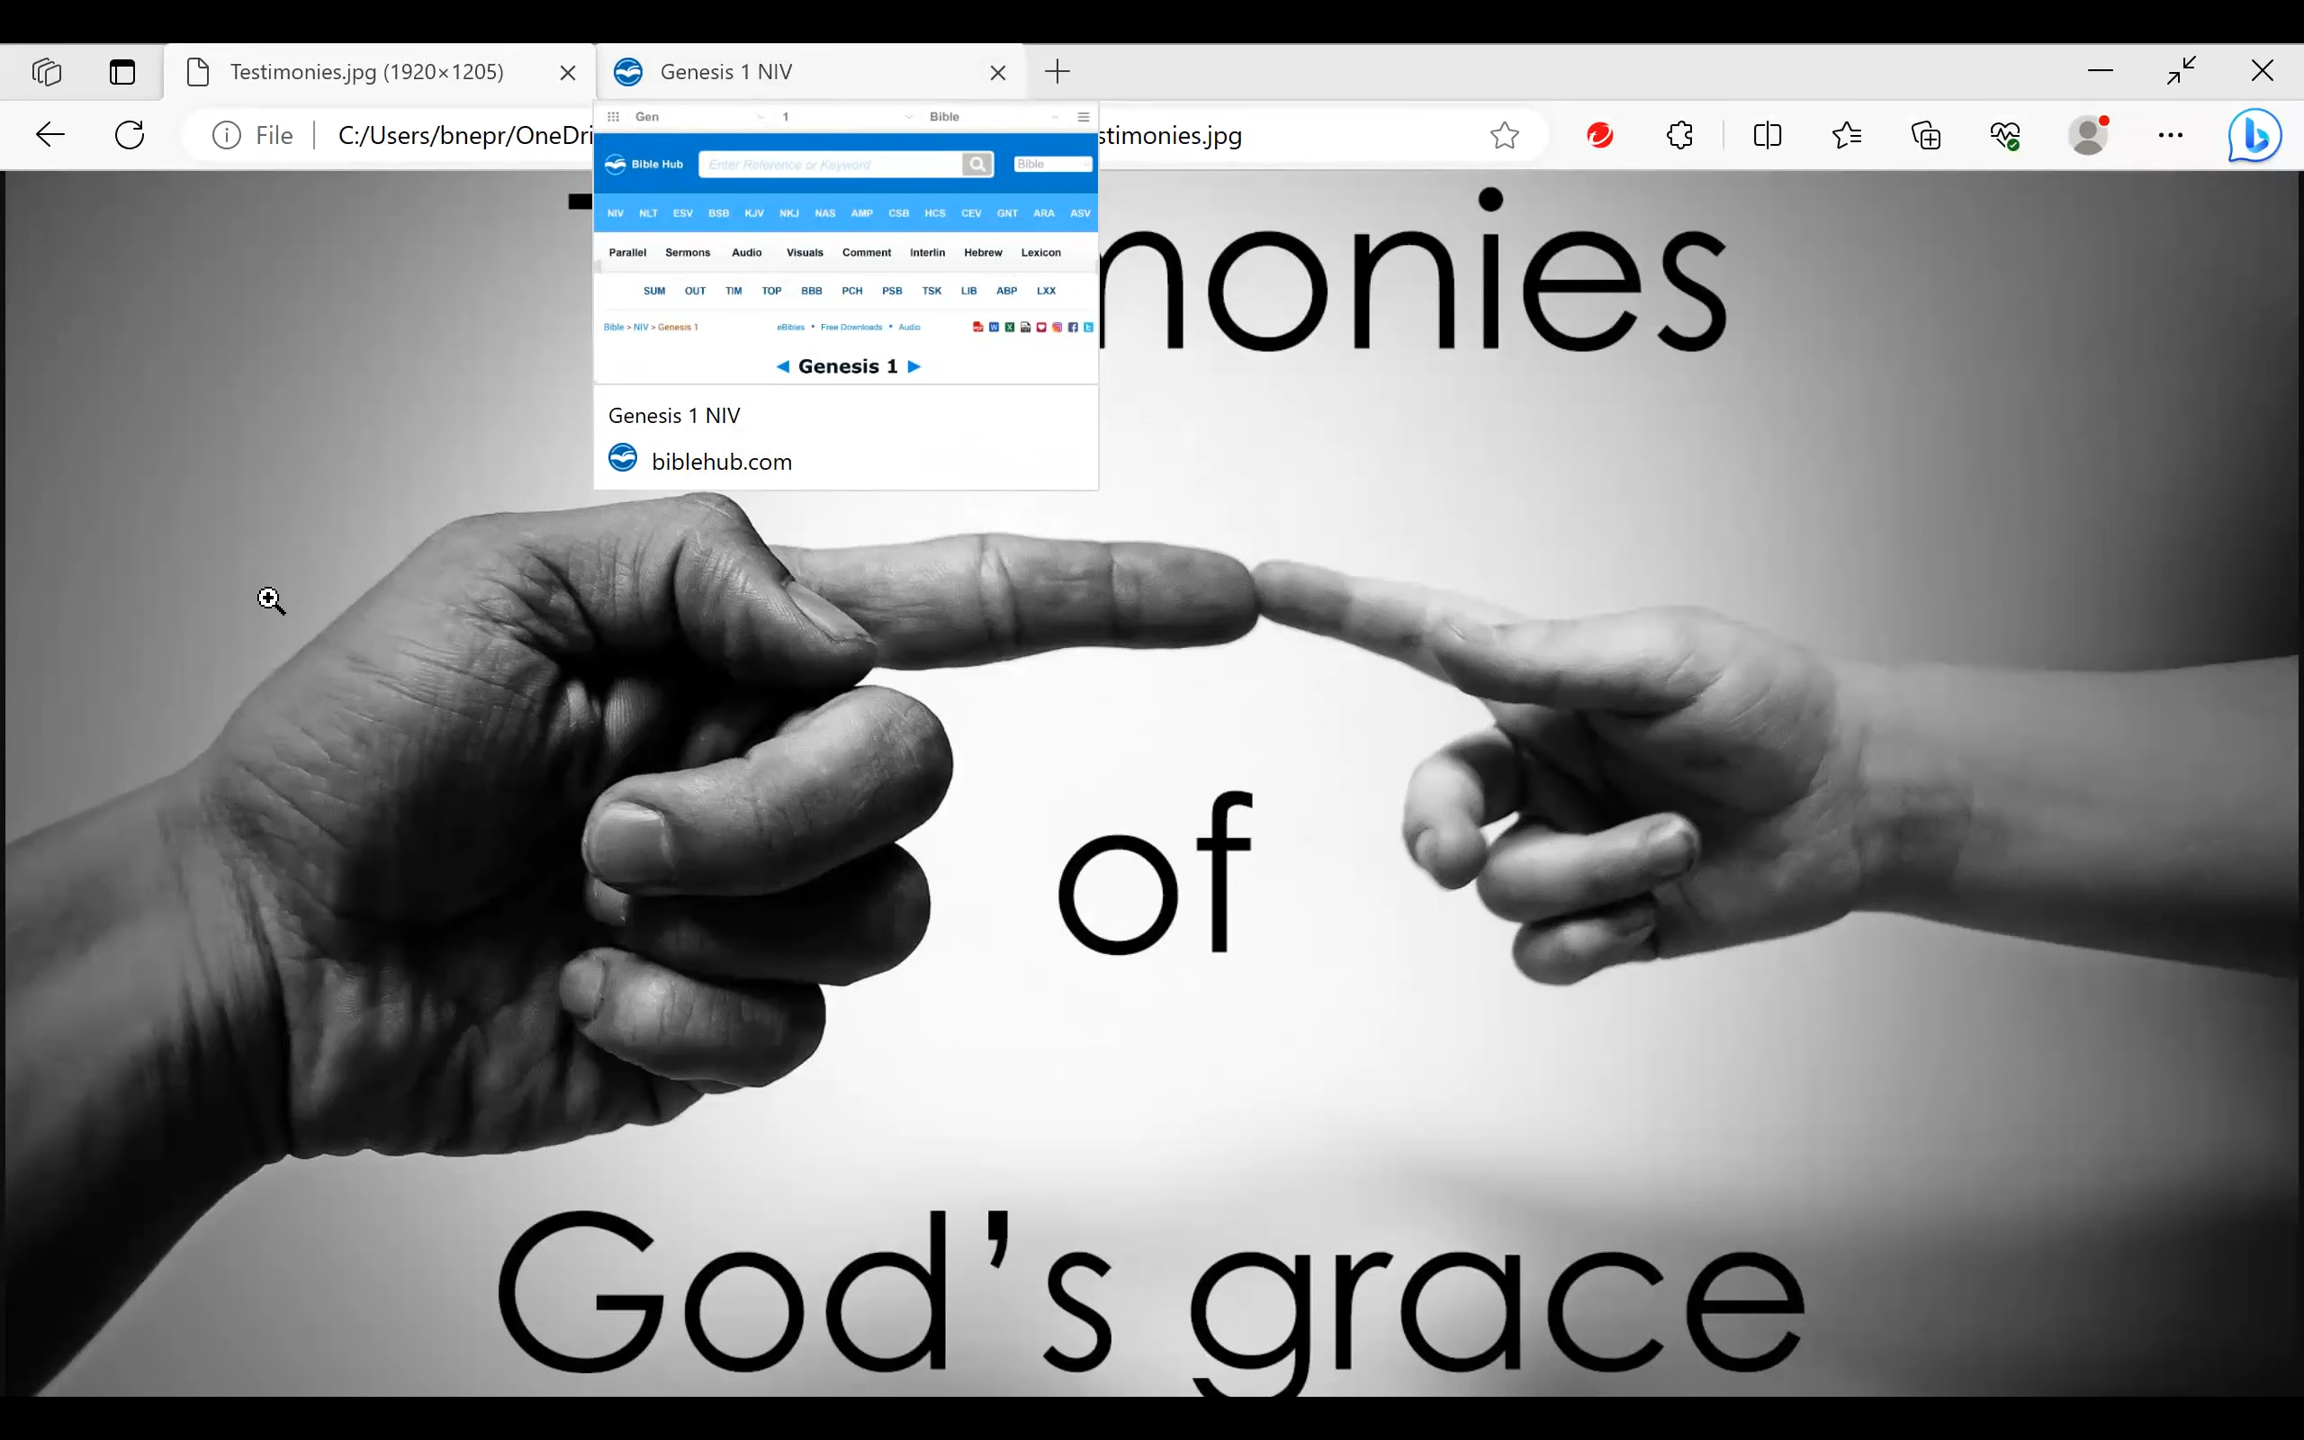 Testimonies.jpg (1920×1205)
Genesis 1 NIV
File
C:/Users/bnepr/OneDri
stimonies.jpg
Gen 1 Bible
Bible Hub
Enter Reference or Keyword
Bible
NIV NLT ESV BSB KJV NKJ NAS AMP CSB HCS CEV GNT ARA ASV
Parallel Sermons Audio Visuals Comment Interlin Hebrew Lexicon
SUM OUT TIM TOP BBB PCH PSB TSK LIB ABP LXX
Bible > NIV > Genesis 1
eBibles • Free Downloads • Audio
◄ Genesis 1 ►
Genesis 1 NIV
biblehub.com
monies
of
God's grace